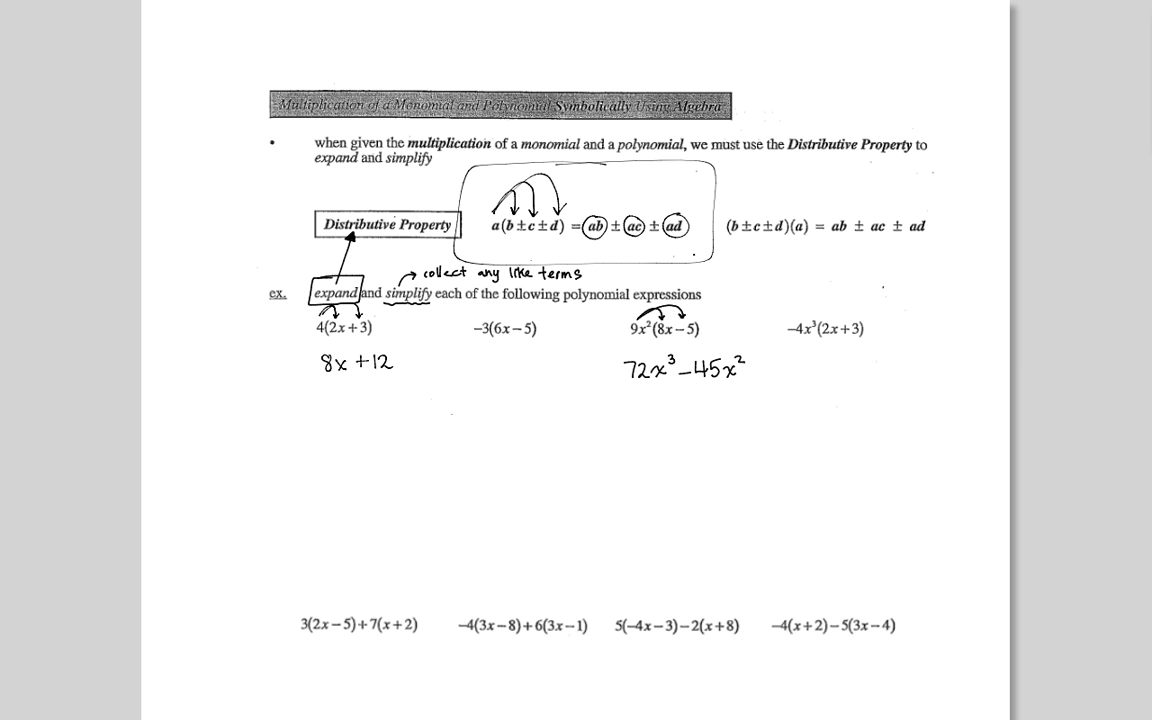 Multiplication of a Monomial and Polynomial Symbolically Using Algebra
• when given the multiplication of a monomial and a polynomial, we must use the Distributive Property to
expand and simplify
Distributive Property a(b±c±d) = ab ± ac ± ad (b±c±d)(a) = ab ± ac ± ad
→ collect any like terms
ex. expand and simplify each of the following polynomial expressions
4(2x+3) –3(6x–5) 9x²(8x–5) –4x³(2x+3)
8x +12 72x³ –45x²
3(2x–5)+7(x+2) –4(3x–8)+6(3x–1) 5(–4x–3)–2(x+8) –4(x+2)–5(3x–4)